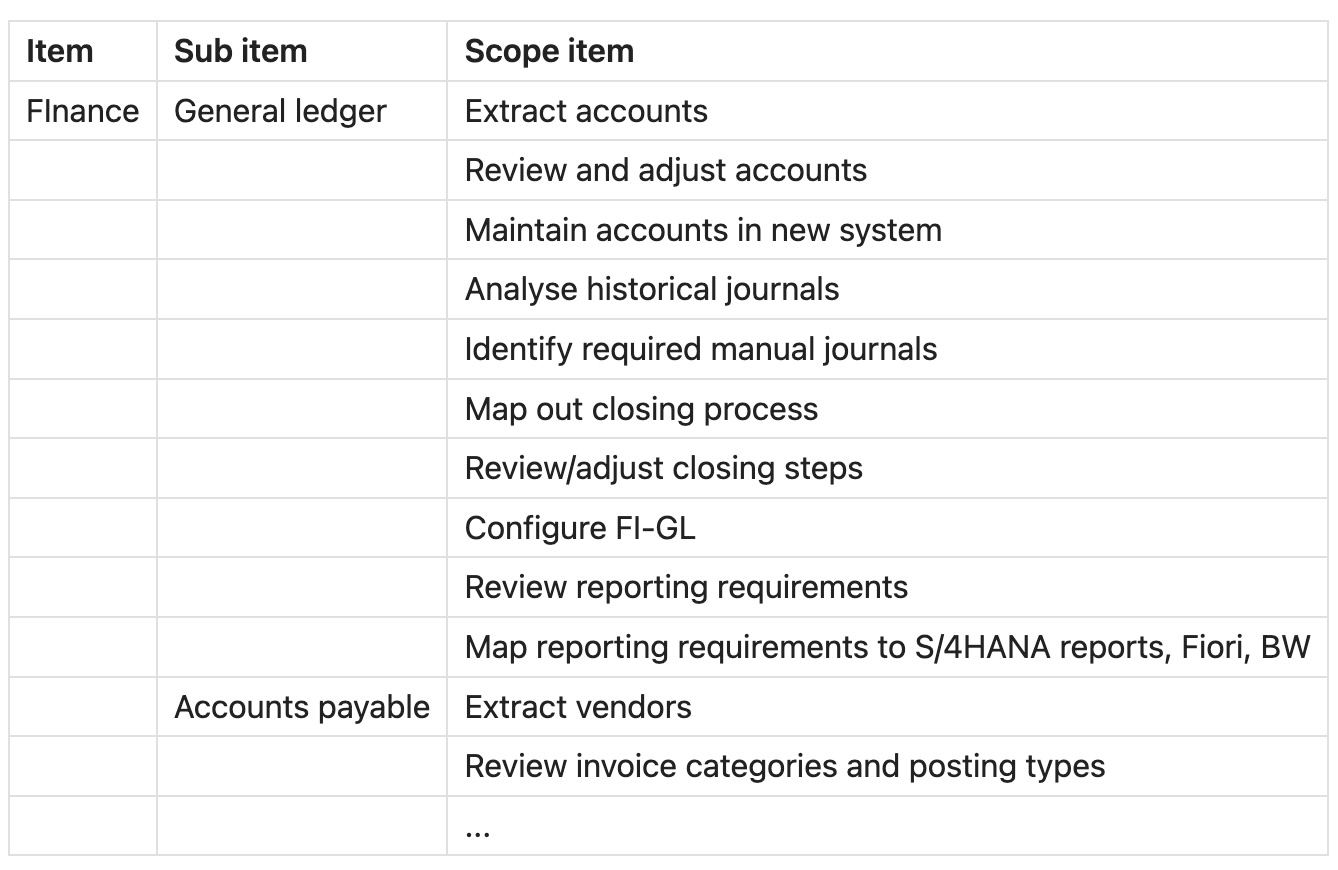 Item Sub item Scope item
FInance General ledger Extract accounts
Review and adjust accounts
Maintain accounts in new system
Analyse historical journals
Identify required manual journals
Map out closing process
Review/adjust closing steps
Configure FI-GL
Review reporting requirements
Map reporting requirements to S/4HANA reports, Fiori, BW
Accounts payable Extract vendors
Review invoice categories and posting types
...